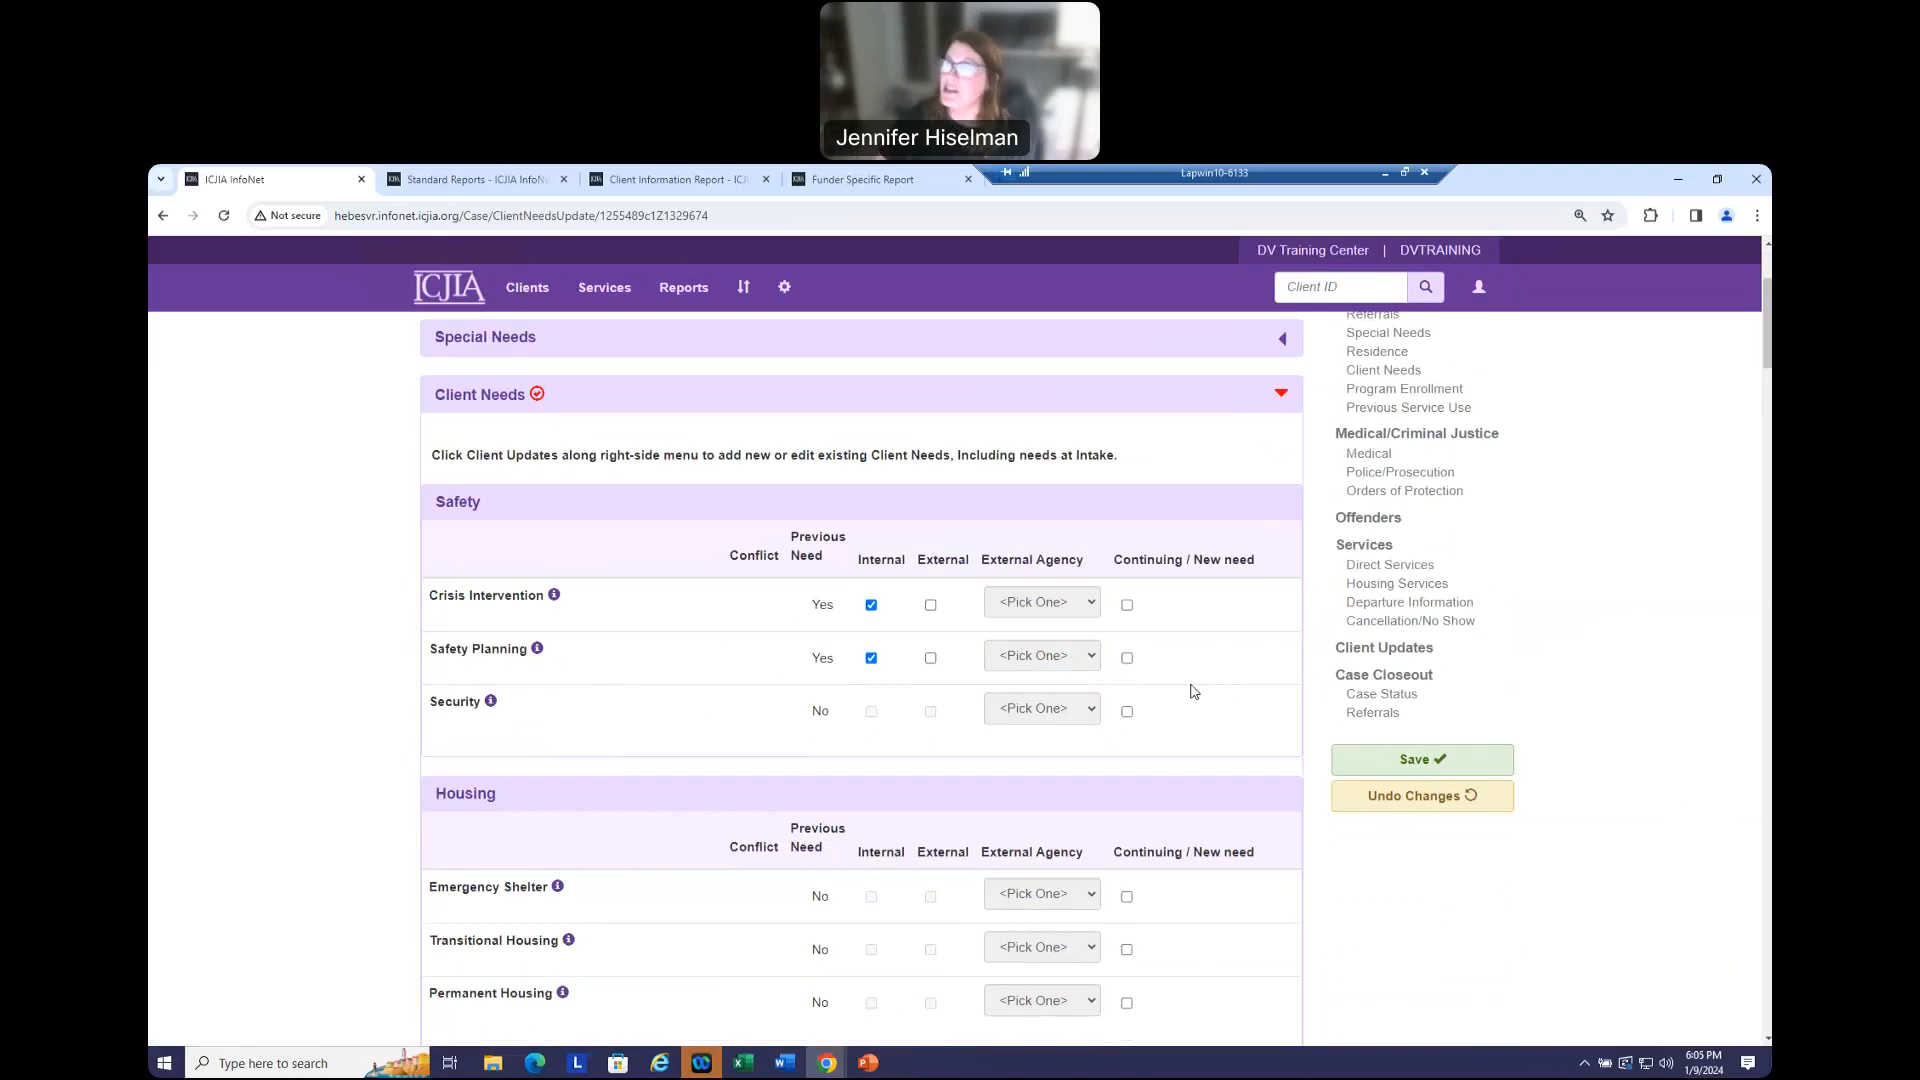 Jennifer Hiselman
ICJIA InfoNet
Standard Reports - ICJIA InfoN
Client Information Report - ICJI
Funder Specific Report
Lapwin10-6133
Not secure
hebesvr.infonet.icjia.org/Case/ClientNeedsUpdate/1255489c1Z1329674
DV Training Center | DVTRAINING
ICJIA
Clients
Services
Reports
Client ID
Special Needs
Client Needs
Click Client Updates along right-side menu to add new or edit existing Client Needs, Including needs at Intake.
Safety
Conflict Previous Need Internal External External Agency Continuing / New need
Crisis Intervention Yes <Pick One>
Safety Planning Yes <Pick One>
Security No <Pick One>
Housing
Conflict Previous Need Internal External External Agency Continuing / New need
Emergency Shelter No <Pick One>
Transitional Housing No <Pick One>
Permanent Housing No <Pick One>
Referrals
Special Needs
Residence
Client Needs
Program Enrollment
Previous Service Use
Medical/Criminal Justice
Medical
Police/Prosecution
Orders of Protection
Offenders
Services
Direct Services
Housing Services
Departure Information
Cancellation/No Show
Client Updates
Case Closeout
Case Status
Referrals
Save
Undo Changes
Type here to search
6:05 PM
1/9/2024